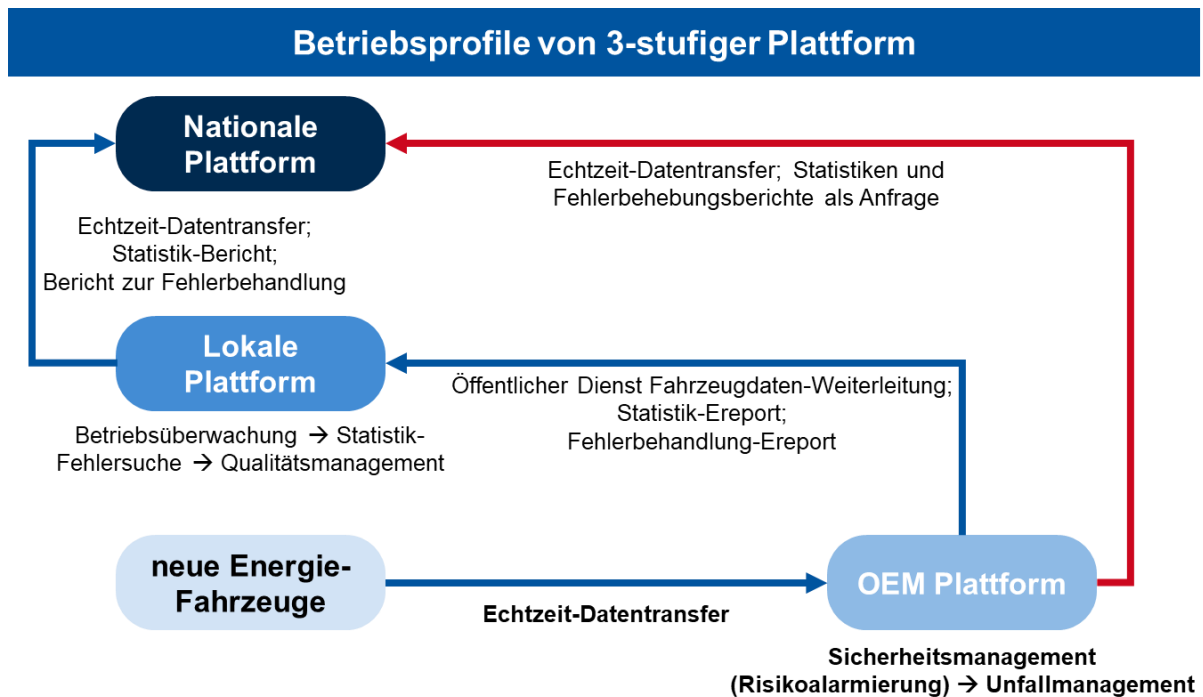 Betriebsprofile von 3-stufiger Plattform
Nationale
Plattform
Echtzeit-Datentransfer; Statistiken und
Fehlerbehebungsberichte als Anfrage
Echtzeit-Datentransfer;
Statistik-Bericht;
Bericht zur Fehlerbehandlung
Lokale
Plattform
Öffentlicher Dienst Fahrzeugdaten-Weiterleitung;
Statistik-Ereport;
Fehlerbehandlung-Ereport
Betriebsüberwachung → Statistik-
Fehlersuche → Qualitätsmanagement
neue Energie-
Fahrzeuge
Echtzeit-Datentransfer
OEM Plattform
Sicherheitsmanagement
(Risikoalarmierung) → Unfallmanagement